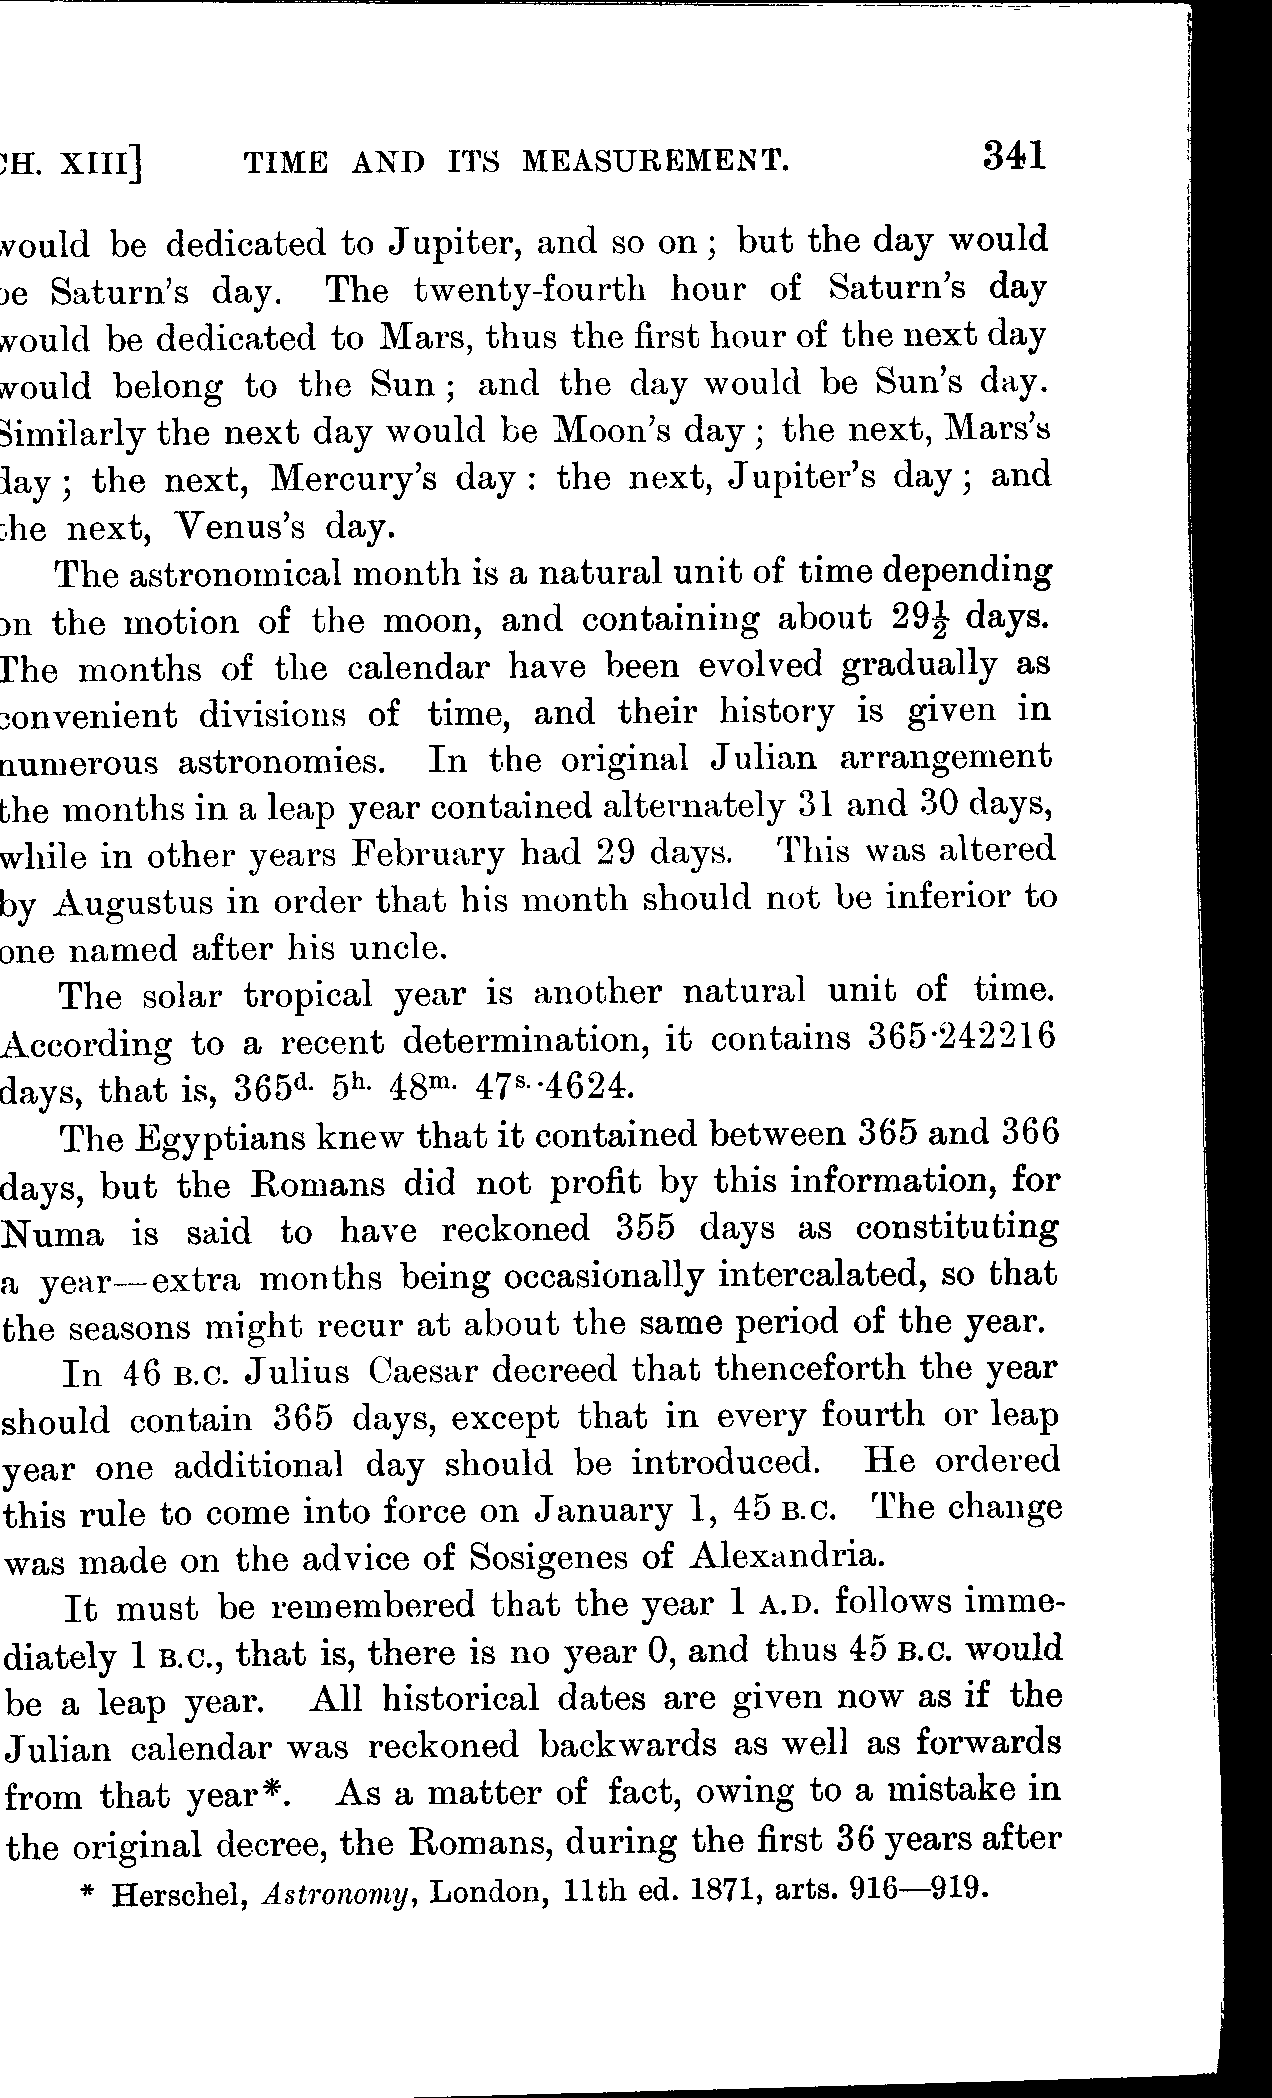 CH. XIII] TIME AND ITS MEASUREMENT. 341
would be dedicated to Jupiter, and so on; but the day would
be Saturn's day. The twenty-fourth hour of Saturn's day
would be dedicated to Mars, thus the first hour of the next day
would belong to the Sun; and the day would be Sun's day.
Similarly the next day would be Moon's day; the next, Mars's
day; the next, Mercury's day: the next, Jupiter's day; and
the next, Venus's day.
The astronomical month is a natural unit of time depending
on the motion of the moon, and containing about 29½ days.
The months of the calendar have been evolved gradually as
convenient divisions of time, and their history is given in
numerous astronomies. In the original Julian arrangement
the months in a leap year contained alternately 31 and 30 days,
while in other years February had 29 days. This was altered
by Augustus in order that his month should not be inferior to
one named after his uncle.
The solar tropical year is another natural unit of time.
According to a recent determination, it contains 365·242216
days, that is, 365d. 5h. 48m. 47s.·4624.
The Egyptians knew that it contained between 365 and 366
days, but the Romans did not profit by this information, for
Numa is said to have reckoned 355 days as constituting
a year—extra months being occasionally intercalated, so that
the seasons might recur at about the same period of the year.
In 46 B.C. Julius Caesar decreed that thenceforth the year
should contain 365 days, except that in every fourth or leap
year one additional day should be introduced. He ordered
this rule to come into force on January 1, 45 B.C. The change
was made on the advice of Sosigenes of Alexandria.
It must be remembered that the year 1 A.D. follows imme-
diately 1 B.C., that is, there is no year 0, and thus 45 B.C. would
be a leap year. All historical dates are given now as if the
Julian calendar was reckoned backwards as well as forwards
from that year*. As a matter of fact, owing to a mistake in
the original decree, the Romans, during the first 36 years after
* Herschel, Astronomy, London, 11th ed. 1871, arts. 916—919.